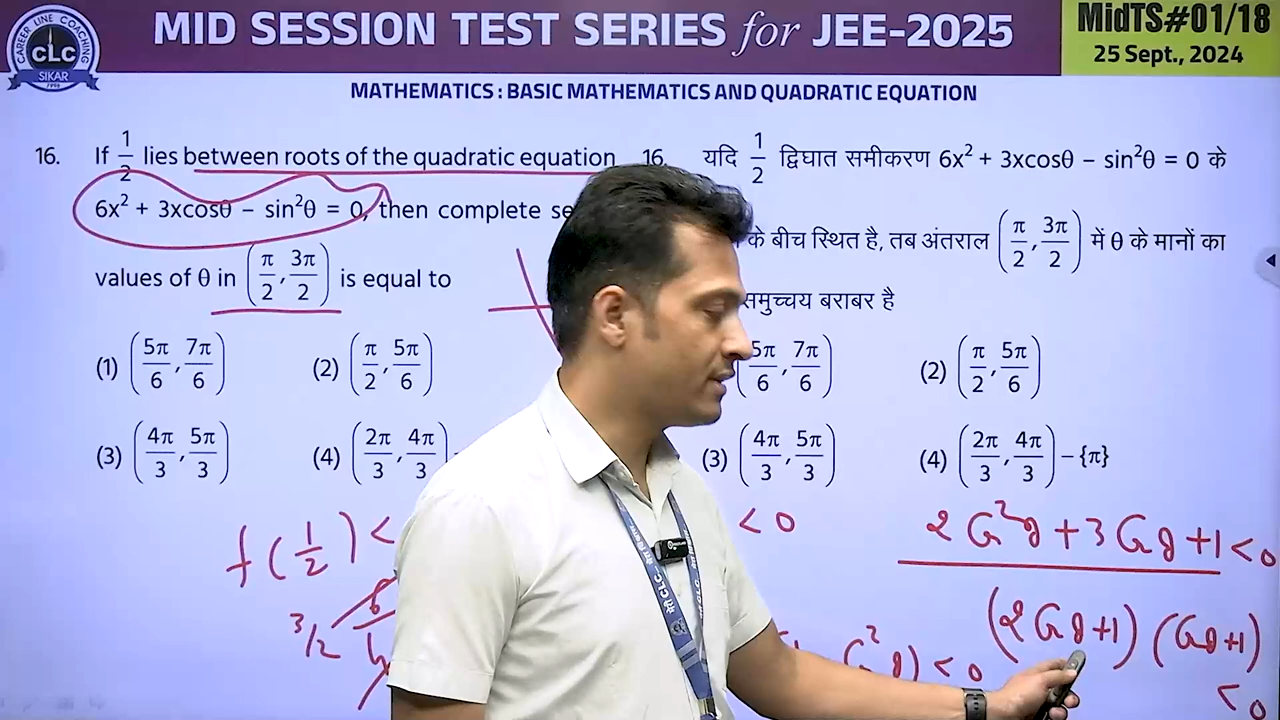 CAREER LINE COACHING
CLC
SIKAR
MID SESSION TEST SERIES for JEE-2025
MidTS#01/18
25 Sept., 2024
MATHEMATICS : BASIC MATHEMATICS AND QUADRATIC EQUATION
16. If 1/2 lies between roots of the quadratic equation
6x² + 3xcosθ − sin²θ = 0, then complete
values of θ in (π/2, 3π/2) is equal to
(1) (5π/6, 7π/6) (2) (π/2, 5π/6)
(3) (4π/3, 5π/3) (4) (2π/3, 4π/3)
16. यदि 1/2 द्विघात समीकरण 6x² + 3xcosθ − sin²θ = 0 के
के बीच स्थित है, तब अंतराल (π/2, 3π/2) में θ के मानों का
समुच्चय बराबर है
5π/6, 7π/6) (2) (π/2, 5π/6)
(3) (4π/3, 5π/3) (4) (2π/3, 4π/3) − {π}
f(1/2) <
3/2
< 0
< 0
2 cos²θ + 3 cosθ + 1 < 0
(2 cosθ + 1) (cosθ + 1)
< 0